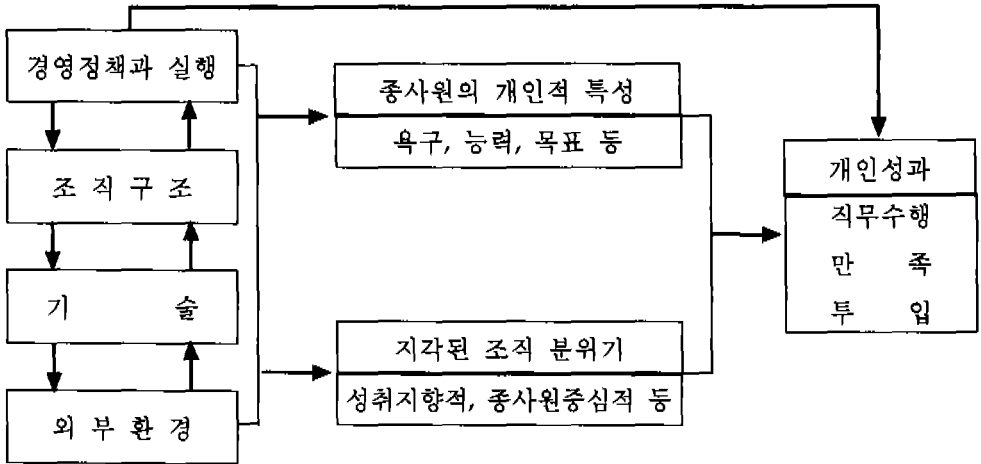 경영정책과 실행
조 직 구 조
기 술
외 부 환 경
종사원의 개인적 특성
욕구, 능력, 목표 등
지각된 조직 분위기
성취지향적, 종사원중심적 등
개인성과
직무수행
만 족
투 입